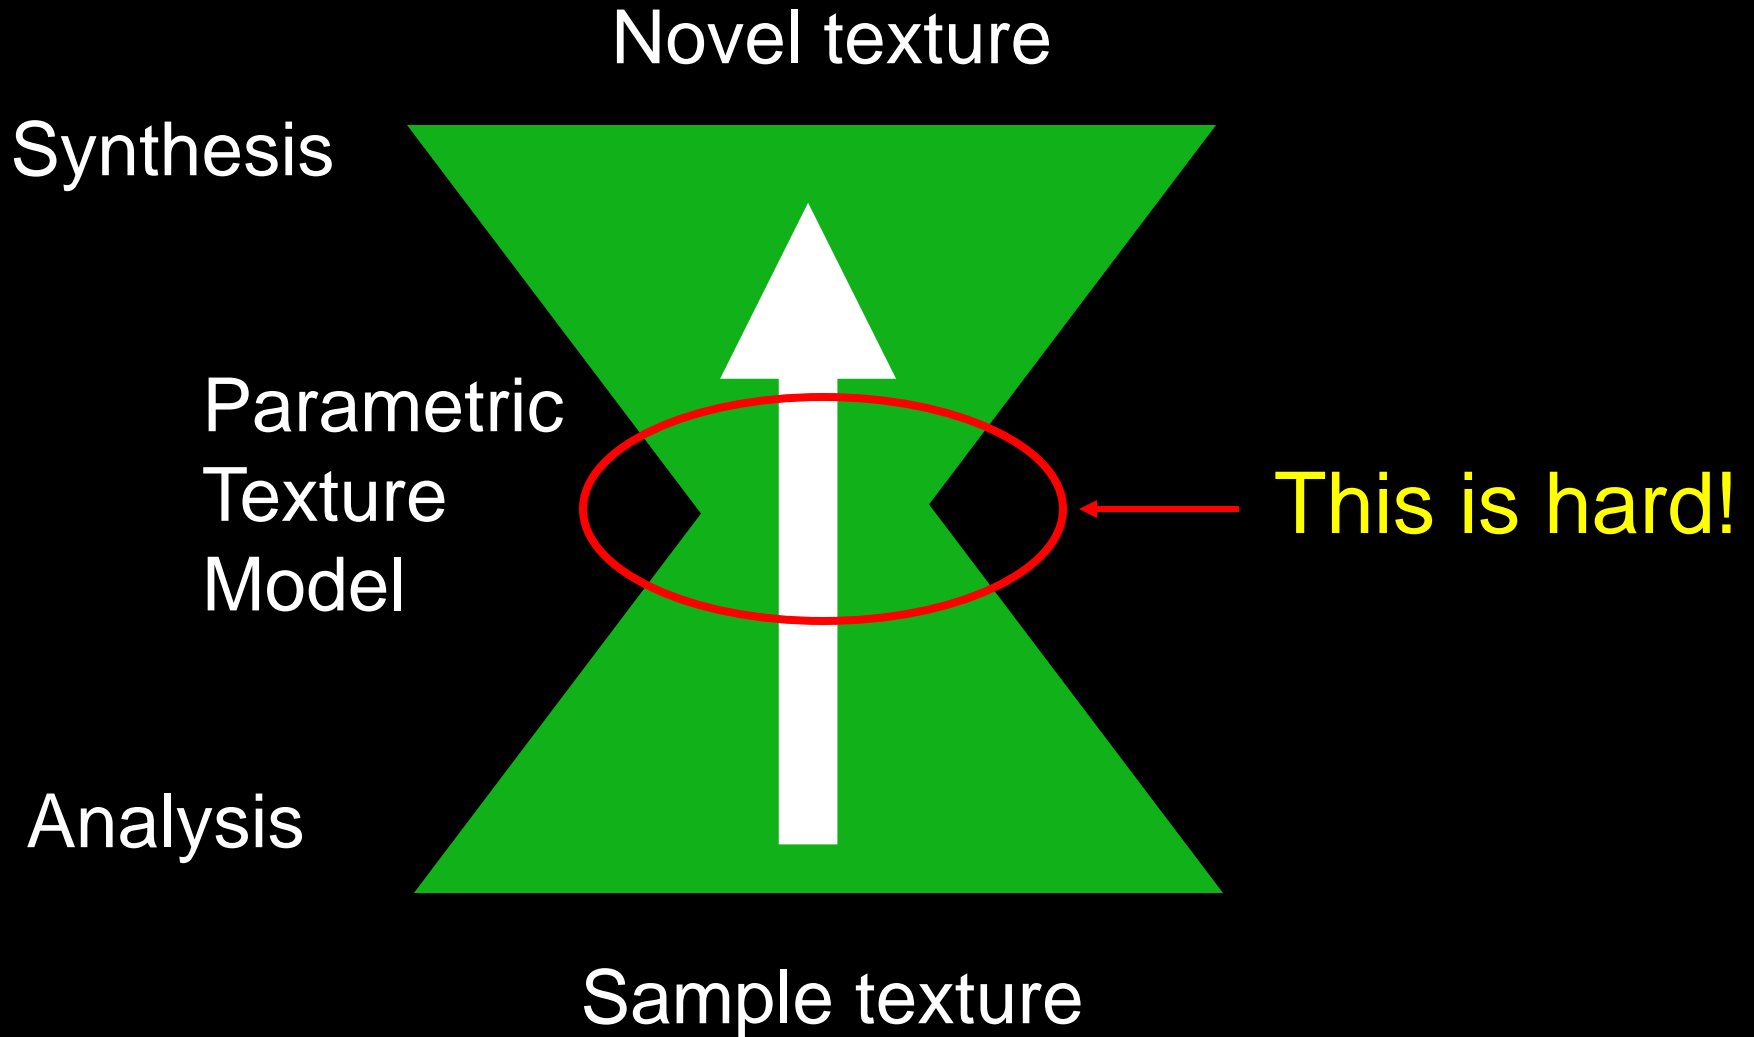 Novel texture
Synthesis
Parametric
Texture
Model
This is hard!
Analysis
Sample texture